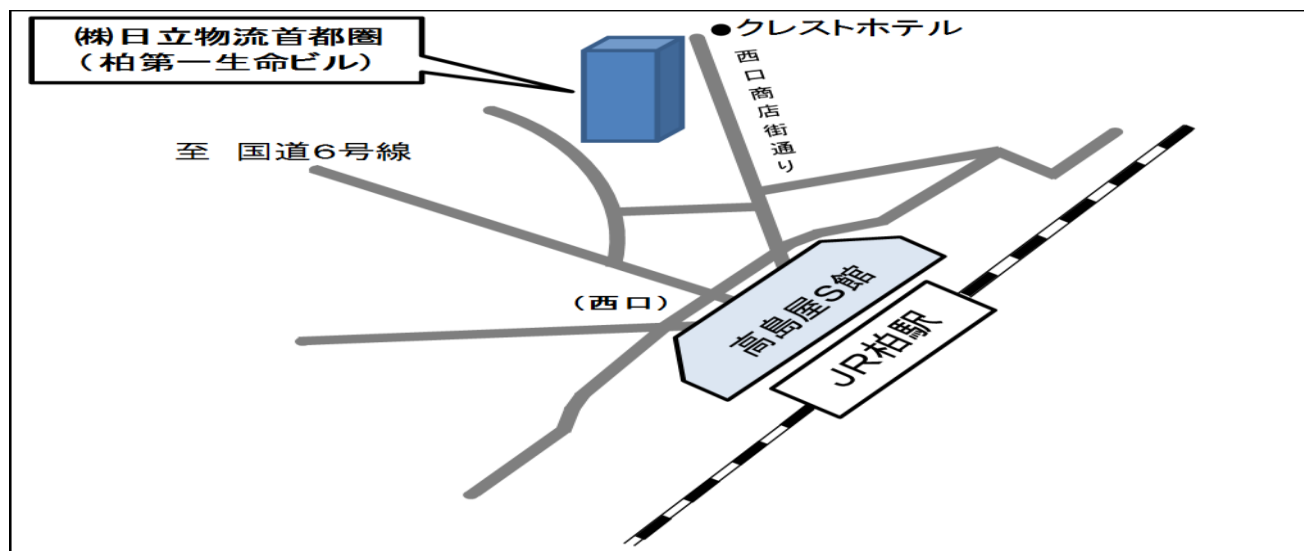 ㈱日立物流首都圏
(柏第一生命ビル)
●クレストホテル
西口商店街通り
至 国道6号線
(西口)
高島屋S館
JR柏駅